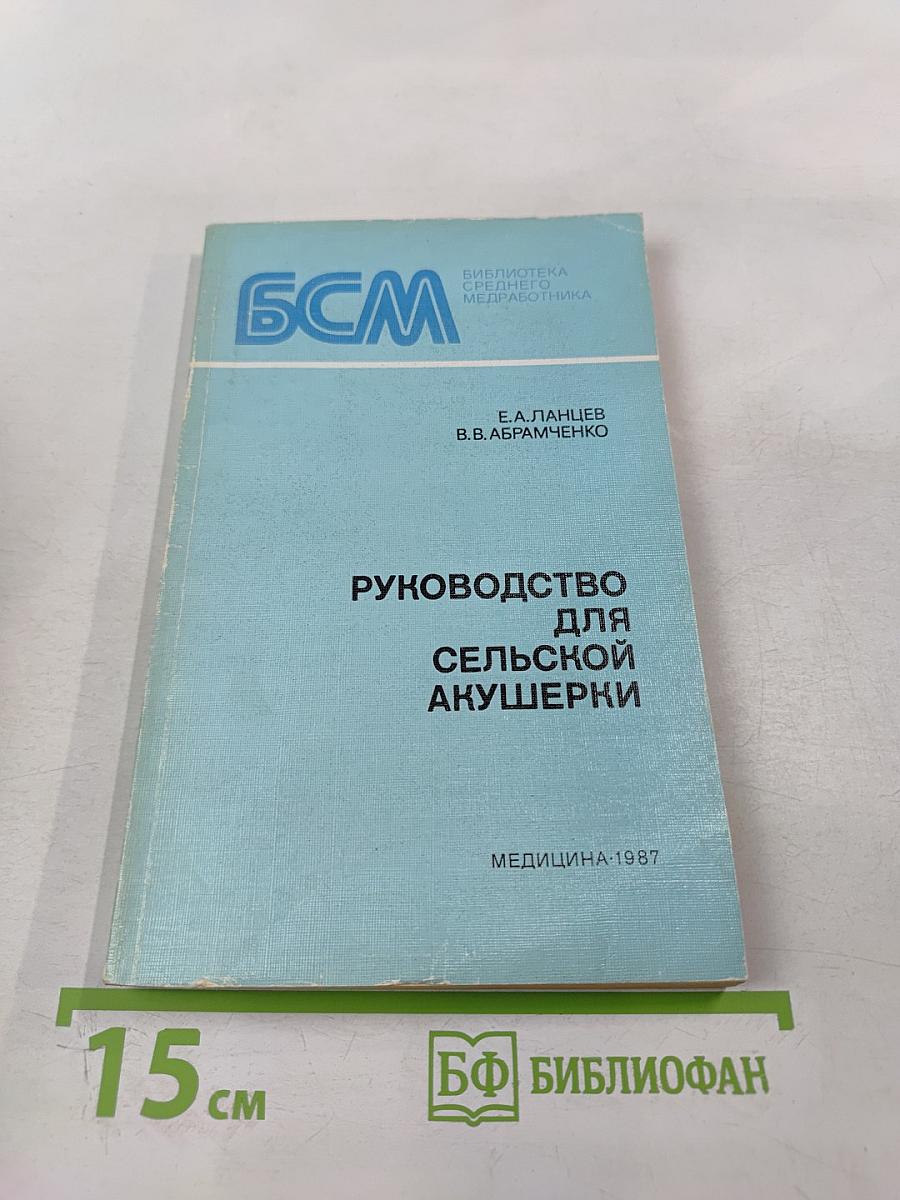 БСМ
БИБЛИОТЕКА
СРЕДНЕГО
МЕДРАБОТНИКА
Е.А.ЛАНЦЕВ
В.В.АБРАМЧЕНКО
РУКОВОДСТВО
ДЛЯ
СЕЛЬСКОЙ
АКУШЕРКИ
МЕДИЦИНА·1987
15 см
БФ БИБЛИОФАН